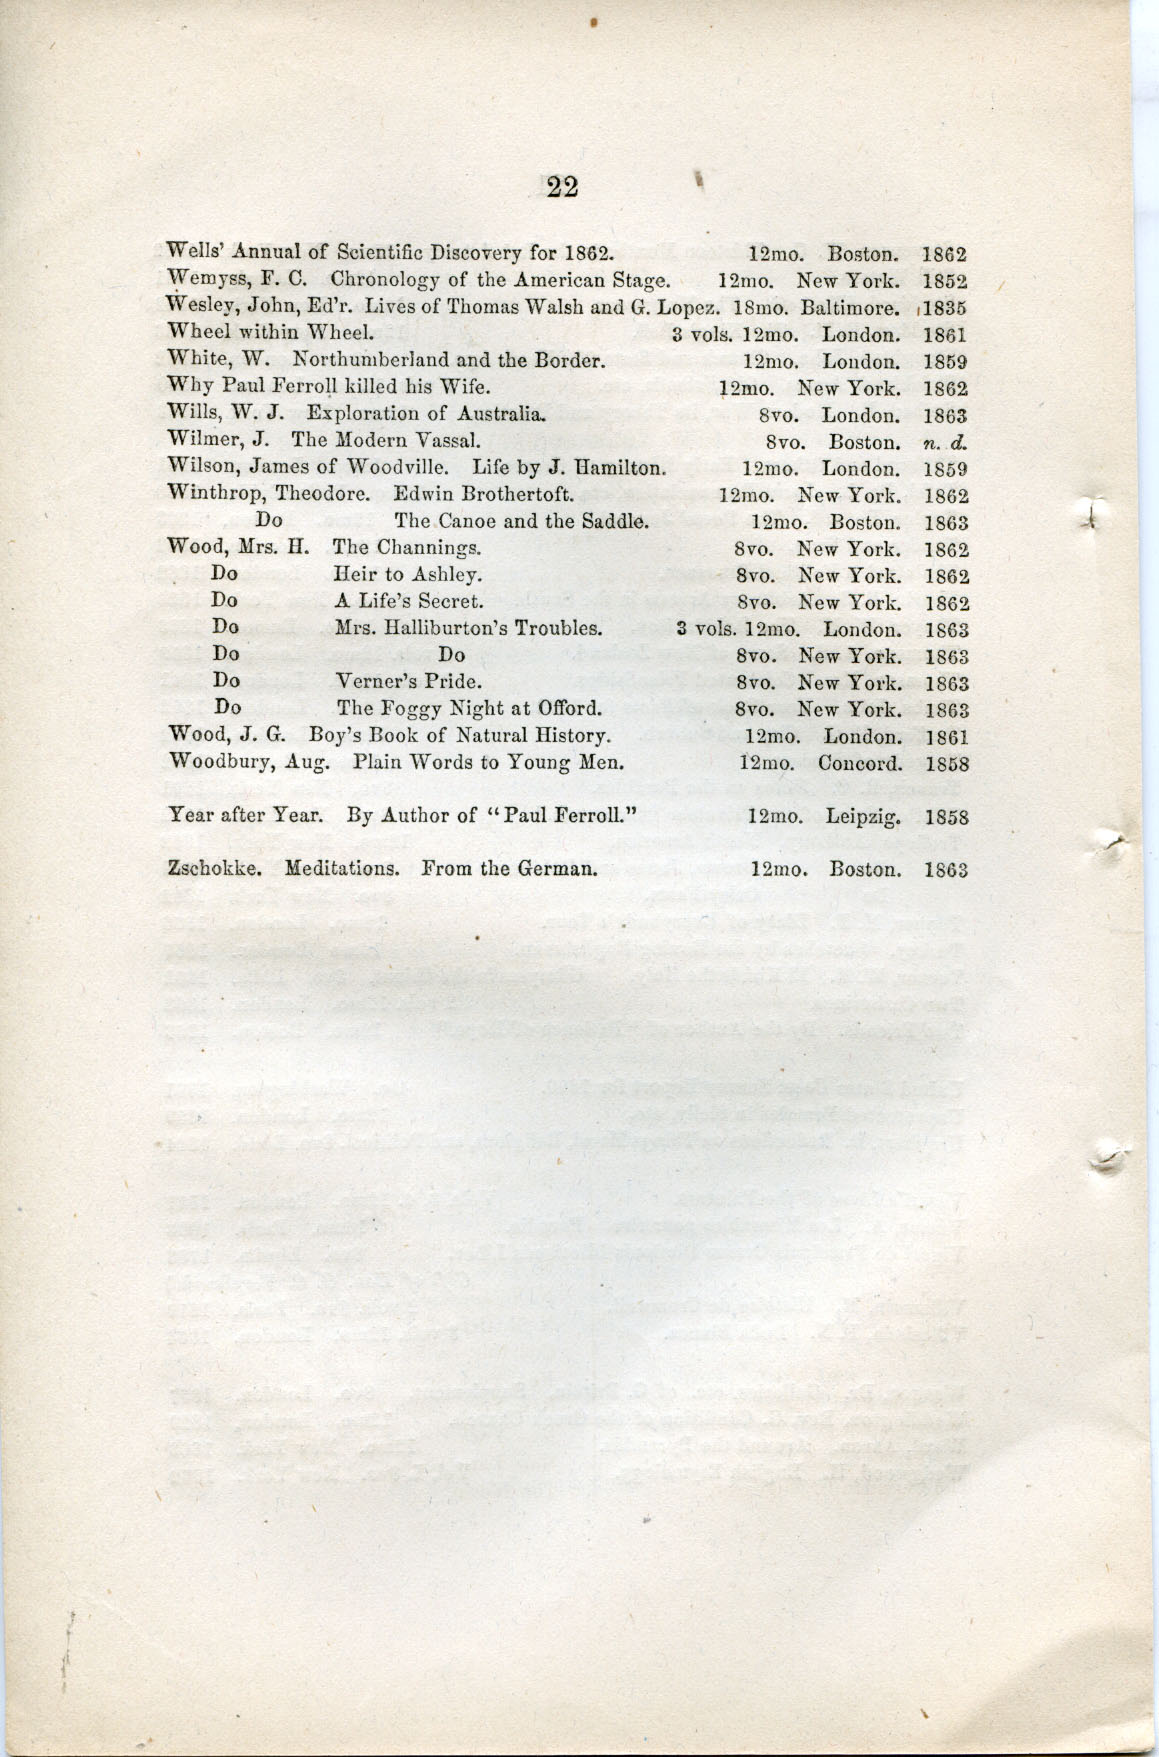 22
Wells' Annual of Scientific Discovery for 1862. 12mo. Boston. 1862
Wemyss, F. C. Chronology of the American Stage. 12mo. New York. 1852
Wesley, John, Ed'r. Lives of Thomas Walsh and G. Lopez. 18mo. Baltimore. 1835
Wheel within Wheel. 3 vols. 12mo. London. 1861
White, W. Northumberland and the Border. 12mo. London. 1859
Why Paul Ferroll killed his Wife. 12mo. New York. 1862
Wills, W. J. Exploration of Australia. 8vo. London. 1863
Wilmer, J. The Modern Vassal. 8vo. Boston. n. d.
Wilson, James of Woodville. Life by J. Hamilton. 12mo. London. 1859
Winthrop, Theodore. Edwin Brothertoft. 12mo. New York. 1862
Do The Canoe and the Saddle. 12mo. Boston. 1863
Wood, Mrs. H. The Channings. 8vo. New York. 1862
Do Heir to Ashley. 8vo. New York. 1862
Do A Life's Secret. 8vo. New York. 1862
Do Mrs. Halliburton's Troubles. 3 vols. 12mo. London. 1863
Do Do 8vo. New York. 1863
Do Verner's Pride. 8vo. New York. 1863
Do The Foggy Night at Offord. 8vo. New York. 1863
Wood, J. G. Boy's Book of Natural History. 12mo. London. 1861
Woodbury, Aug. Plain Words to Young Men. 12mo. Concord. 1858
Year after Year. By Author of "Paul Ferroll." 12mo. Leipzig. 1858
Zschokke. Meditations. From the German. 12mo. Boston. 1863